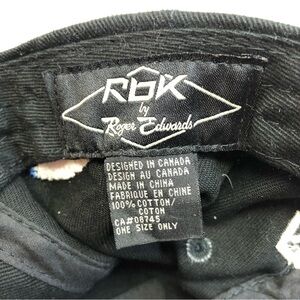 RbK
by
Roger Edwards
DESIGNED IN CANADA
DESIGN AU CANADA
MADE IN CHINA
FABRIQUE EN CHINE
100% COTTON/
COTON
CA#08745
ONE SIZE ONLY